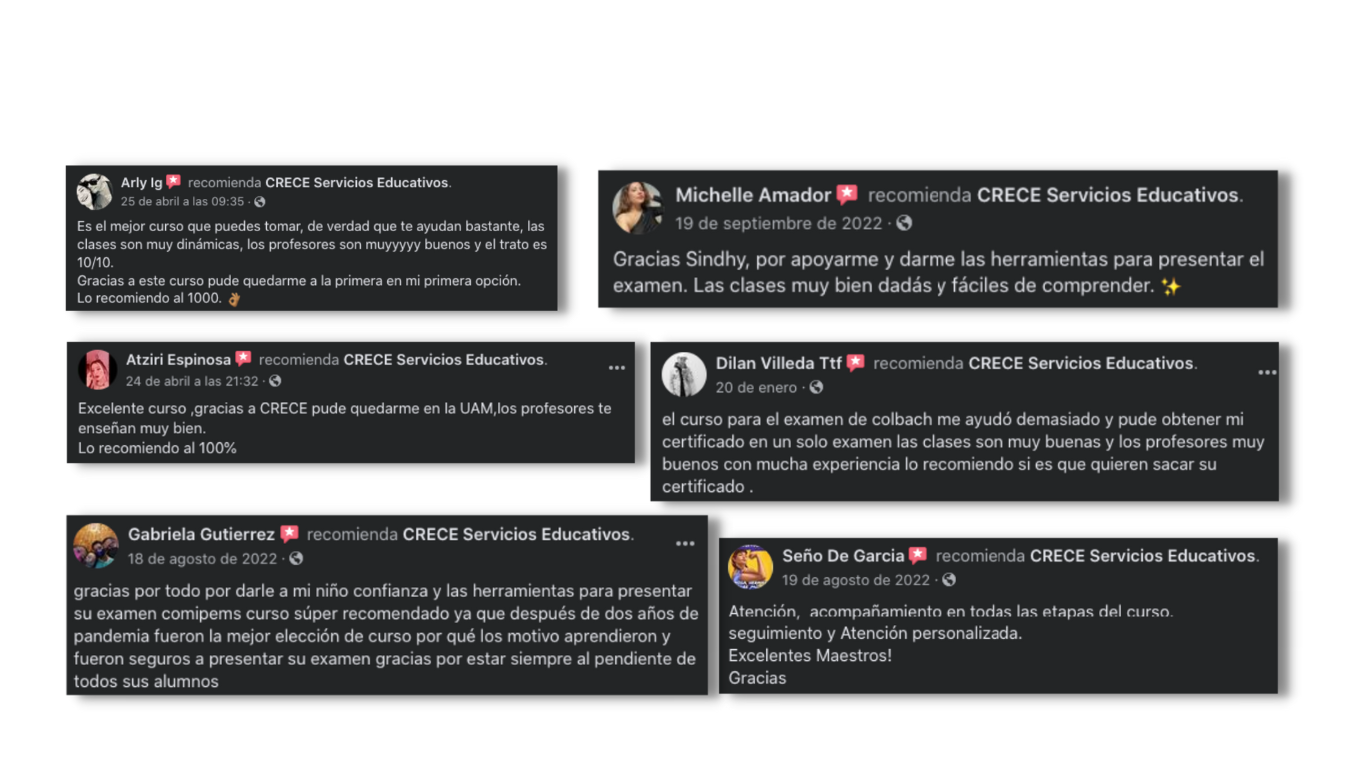 Arly Ig recomienda CRECE Servicios Educativos.
25 de abril a las 09:35 ·
Es el mejor curso que puedes tomar, de verdad que te ayudan bastante, las
clases son muy dinámicas, los profesores son muyyyyy buenos y el trato es
10/10.
Gracias a este curso pude quedarme a la primera en mi primera opción.
Lo recomiendo al 1000. 👌🏽
Michelle Amador recomienda CRECE Servicios Educativos.
19 de septiembre de 2022 ·
Gracias Sindhy, por apoyarme y darme las herramientas para presentar el
examen. Las clases muy bien dadás y fáciles de comprender. ✨
Atziri Espinosa recomienda CRECE Servicios Educativos.
24 de abril a las 21:32 ·
Excelente curso ,gracias a CRECE pude quedarme en la UAM,los profesores te
enseñan muy bien.
Lo recomiendo al 100%
Dilan Villeda Ttf recomienda CRECE Servicios Educativos.
20 de enero ·
el curso para el examen de colbach me ayudó demasiado y pude obtener mi
certificado en un solo examen las clases son muy buenas y los profesores muy
buenos con mucha experiencia lo recomiendo si es que quieren sacar su
certificado .
Gabriela Gutierrez recomienda CRECE Servicios Educativos.
18 de agosto de 2022 ·
gracias por todo por darle a mi niño confianza y las herramientas para presentar
su examen comipems curso súper recomendado ya que después de dos años de
pandemia fueron la mejor elección de curso por qué los motivo aprendieron y
fueron seguros a presentar su examen gracias por estar siempre al pendiente de
todos sus alumnos
Seño De Garcia recomienda CRECE Servicios Educativos.
19 de agosto de 2022 ·
Atención, acompañamiento en todas las etapas del curso.
seguimiento y Atención personalizada.
Excelentes Maestros!
Gracias